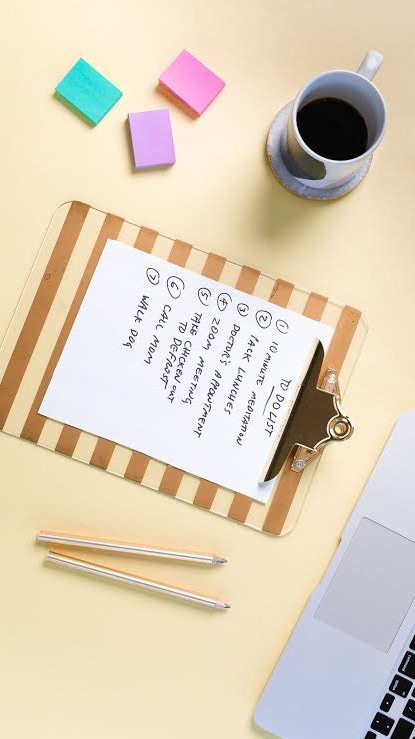 TO DO LIST
① 10 MINUTE MEDITATION
② PACK LUNCHES
③ DOCTOR'S APPOINTMENT
④ ZOOM MEETING
⑤ TAKE CHICKEN OUT
TO DEFROST
⑥ CALL MOM
⑦ WALK DOG